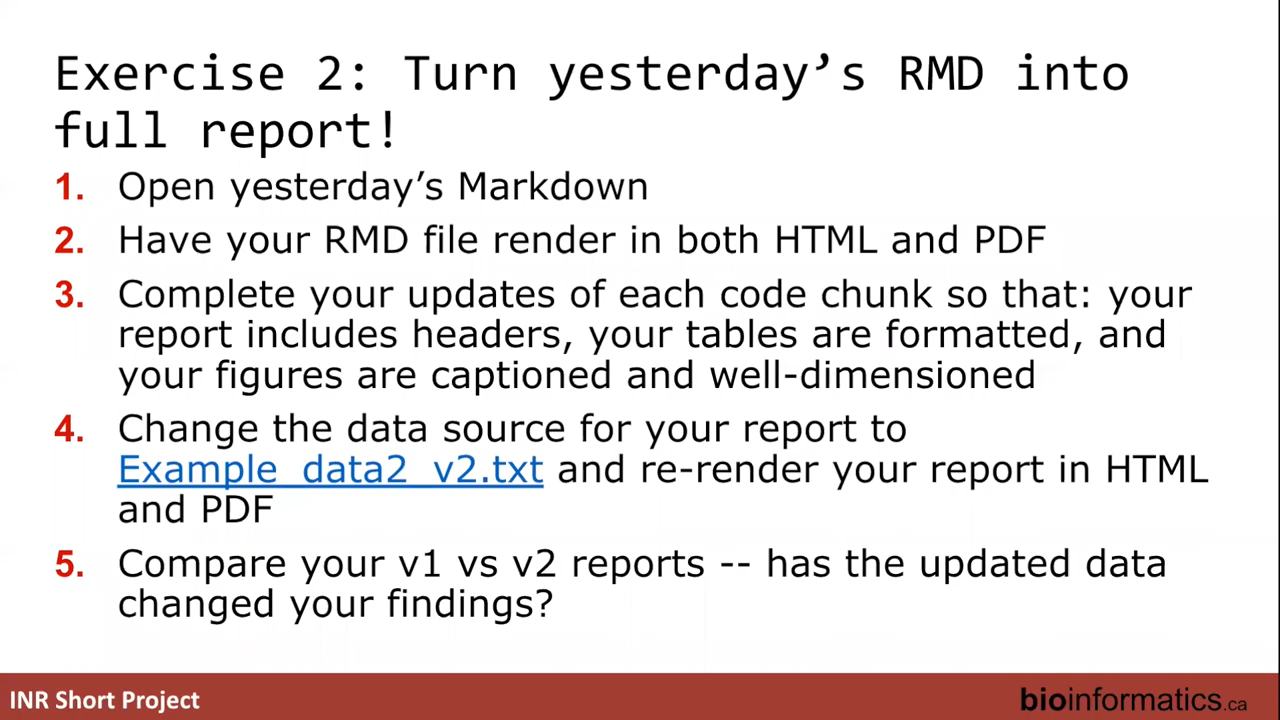 Exercise 2: Turn yesterday’s RMD into
full report!
1. Open yesterday’s Markdown
2. Have your RMD file render in both HTML and PDF
3. Complete your updates of each code chunk so that: your
report includes headers, your tables are formatted, and
your figures are captioned and well-dimensioned
4. Change the data source for your report to
Example_data2_v2.txt and re-render your report in HTML
and PDF
5. Compare your v1 vs v2 reports -- has the updated data
changed your findings?
INR Short Project
bioinformatics.ca